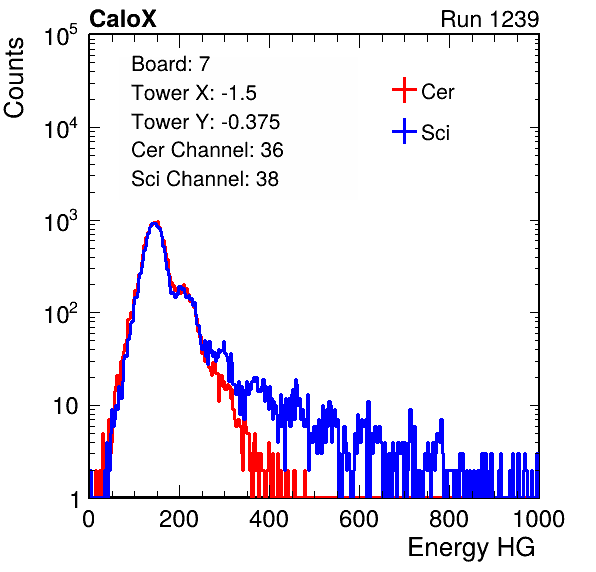 CaloX Run 1239
Counts
10^5
10^4
10^3
10^2
10
1
Board: 7
Tower X: -1.5
Tower Y: -0.375
Cer Channel: 36
Sci Channel: 38
Cer
Sci
0 200 400 600 800 1000
Energy HG